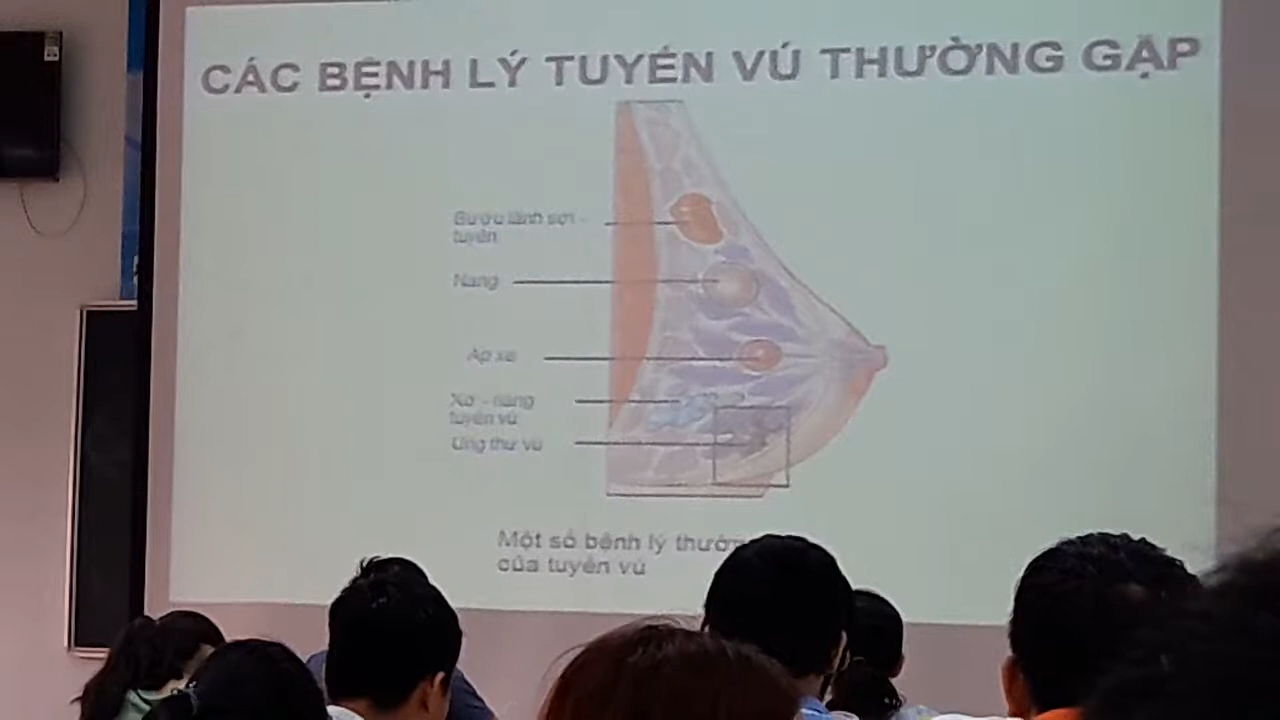 CÁC BỆNH LÝ TUYẾN VÚ THƯỜNG GẶP
Bướu lành sợi -
tuyến
Nang
Áp xe
Xơ - nang
tuyến vú
Ung thư vú
Một số bệnh lý
của tuyến vú